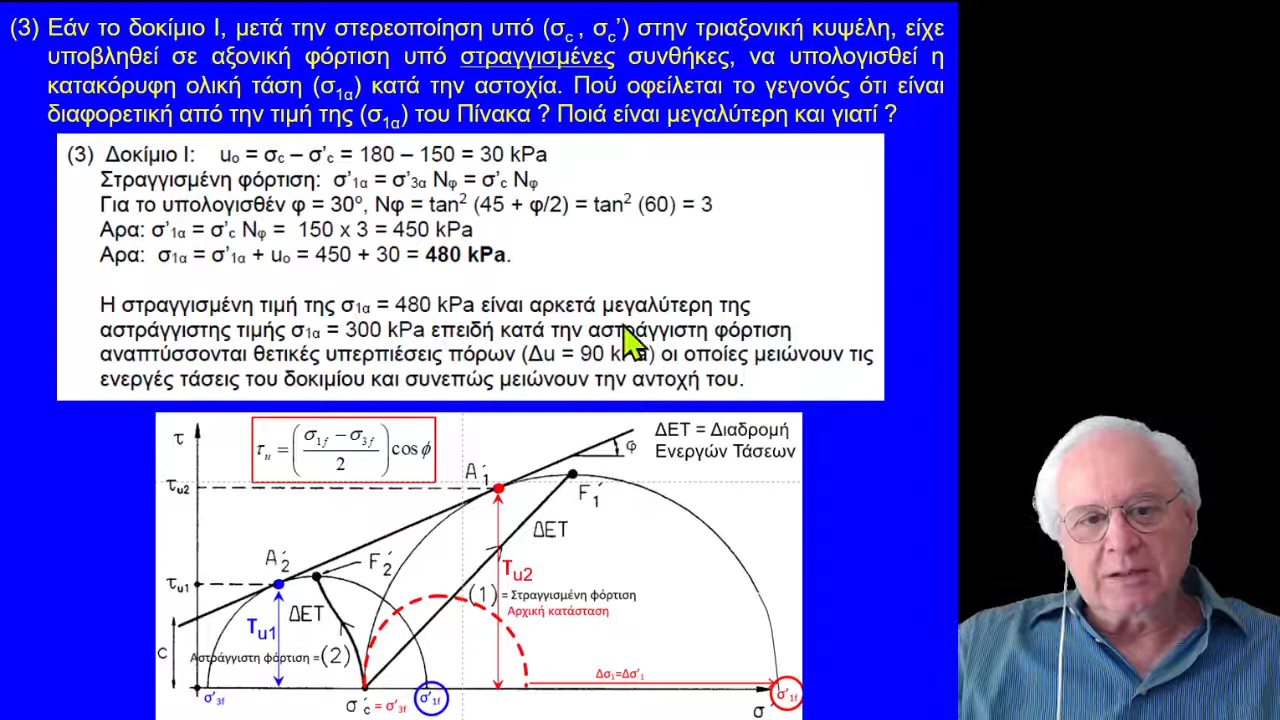 (3) Εάν το δοκίμιο Ι, μετά την στερεοποίηση υπό (σc , σc’) στην τριαξονική κυψέλη, είχε
υποβληθεί σε αξονική φόρτιση υπό στραγγισμένες συνθήκες, να υπολογισθεί η
κατακόρυφη ολική τάση (σ1α) κατά την αστοχία. Πού οφείλεται το γεγονός ότι είναι
διαφορετική από την τιμή της (σ1α) του Πίνακα ? Ποιά είναι μεγαλύτερη και γιατί ?
(3) Δοκίμιο Ι: uo = σc – σ’c = 180 – 150 = 30 kPa
Στραγγισμένη φόρτιση: σ’1α = σ’3α Νφ = σ’c Νφ
Για το υπολογισθέν φ = 30º, Νφ = tan2 (45 + φ/2) = tan2 (60) = 3
Αρα: σ’1α = σ’c Νφ = 150 x 3 = 450 kPa
Αρα: σ1α = σ’1α + uo = 450 + 30 = 480 kPa.
Η στραγγισμένη τιμή της σ1α = 480 kPa είναι αρκετά μεγαλύτερη της
αστράγγιστης τιμής σ1α = 300 kPa επειδή κατά την αστράγγιστη φόρτιση
αναπτύσσονται θετικές υπερπιέσεις πόρων (Δu = 90 kPa) οι οποίες μειώνουν τις
ενεργές τάσεις του δοκιμίου και συνεπώς μειώνουν την αντοχή του.
τ
τu = ( σ1f − σ3f / 2 ) cos ϕ
φ
ΔΕΤ = Διαδρομή
Ενεργών Τάσεων
A´1
F´1
τu2
ΔΕΤ
A´2
F´2
τu1
Tu2
ΔΕΤ
(1) = Στραγγισμένη φόρτιση
Αρχική κατάσταση
Tu1
c
Αστράγγιστη φόρτιση = (2)
Δσ1=Δσ’1
σ’3f
σ´c = σ’3f
σ’1f
σ’1f
σ´